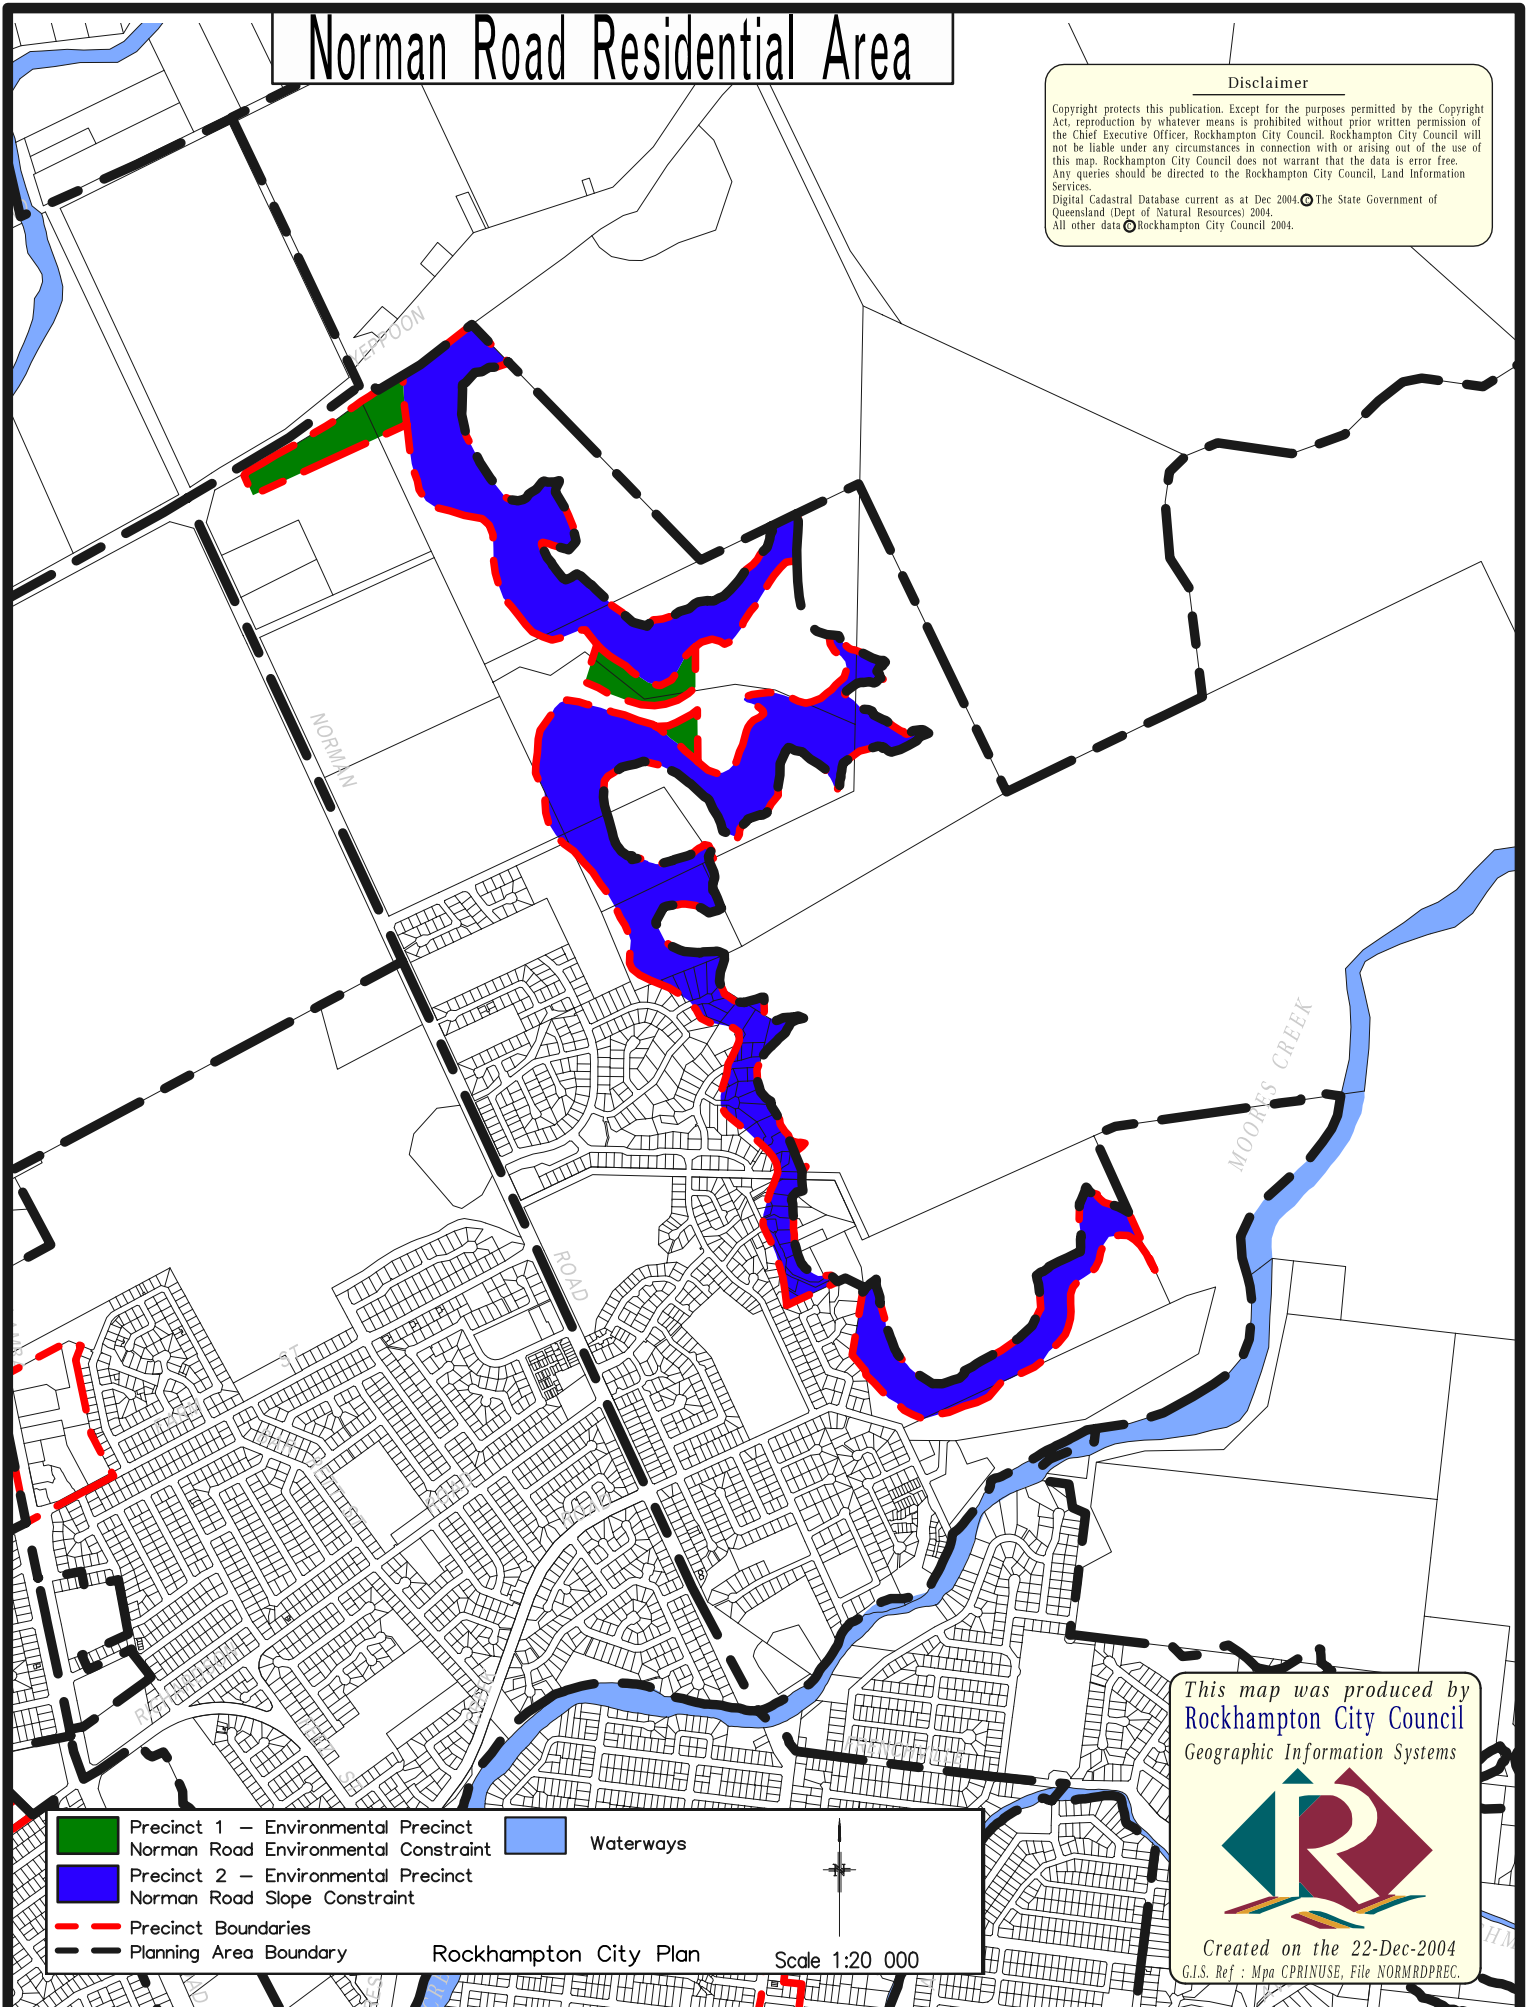 Norman Road Residential Area
Disclaimer
Copyright protects this publication. Except for the purposes permitted by the Copyright
Act, reproduction by whatever means is prohibited without prior written permission of
the Chief Executive Officer, Rockhampton City Council. Rockhampton City Council will
not be liable under any circumstances in connection with or arising out of the use of
this map. Rockhampton City Council does not warrant that the data is error free.
Any queries should be directed to the Rockhampton City Council, Land Information
Services.
Digital Cadastral Database current as at Dec 2004. © The State Government of
Queensland (Dept of Natural Resources) 2004.
All other data © Rockhampton City Council 2004.
YEPPOON
NORMAN
MOORES CREEK
ROAD
ST
FARM
ROAD
ROAD
RICHARDSON
This map was produced by
Rockhampton City Council
Geographic Information Systems
R
Created on the 22-Dec-2004
G.I.S. Ref : Mpa CPRINUSE, File NORMRDPREC.
Precinct 1 – Environmental Precinct
Norman Road Environmental Constraint
Waterways
Precinct 2 – Environmental Precinct
Norman Road Slope Constraint
Precinct Boundaries
Planning Area Boundary
Rockhampton City Plan
N
Scale 1:20 000